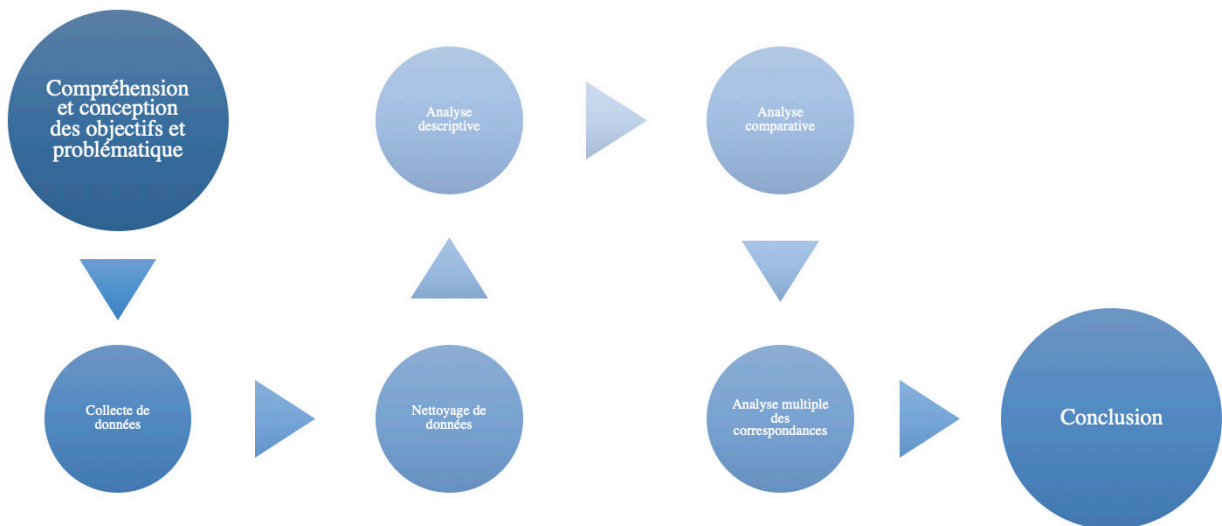 Compréhension
et conception
des objectifs et
problématique
Collecte de
données
Nettoyage de
données
Analyse
descriptive
Analyse
comparative
Analyse multiple
des
correspondances
Conclusion